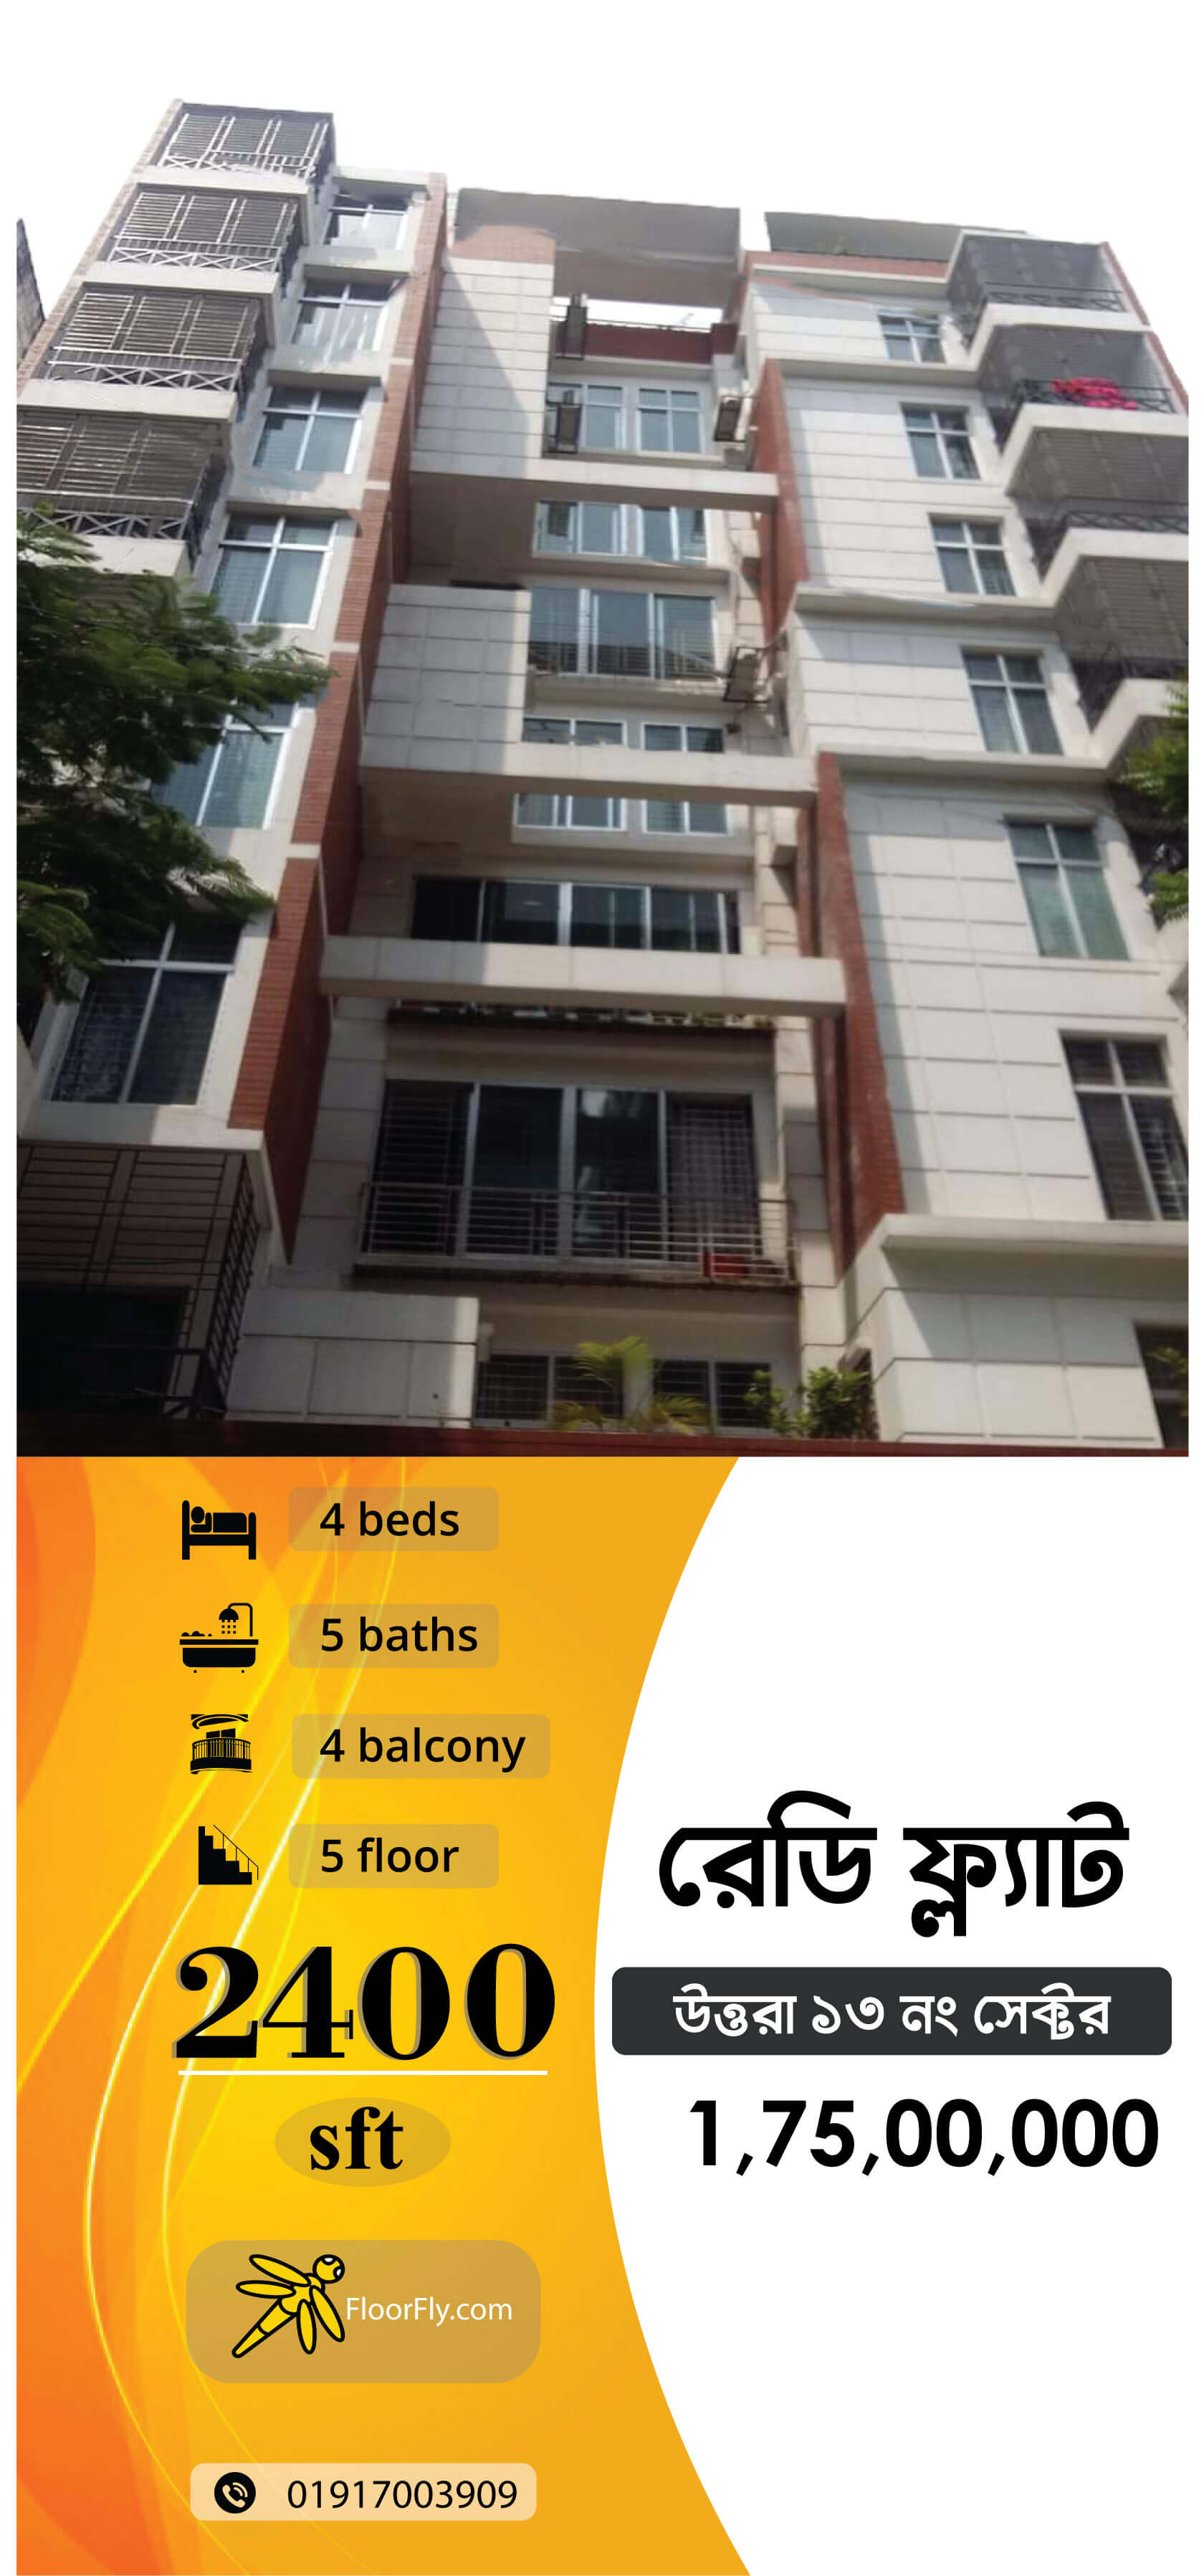 4 beds
5 baths
4 balcony
5 floor
2400
sft
FloorFly.com
01917003909
রেডি ফ্ল্যাট
উত্তরা ১৩ নং সেক্টর
1,75,00,000